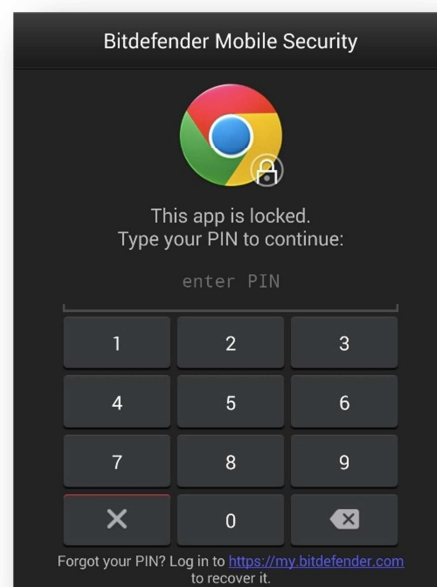 Bitdefender Mobile Security
This app is locked.
Type your PIN to continue:
enter PIN
1 2 3
4 5 6
7 8 9
0
Forgot your PIN? Log in to https://my.bitdefender.com
to recover it.